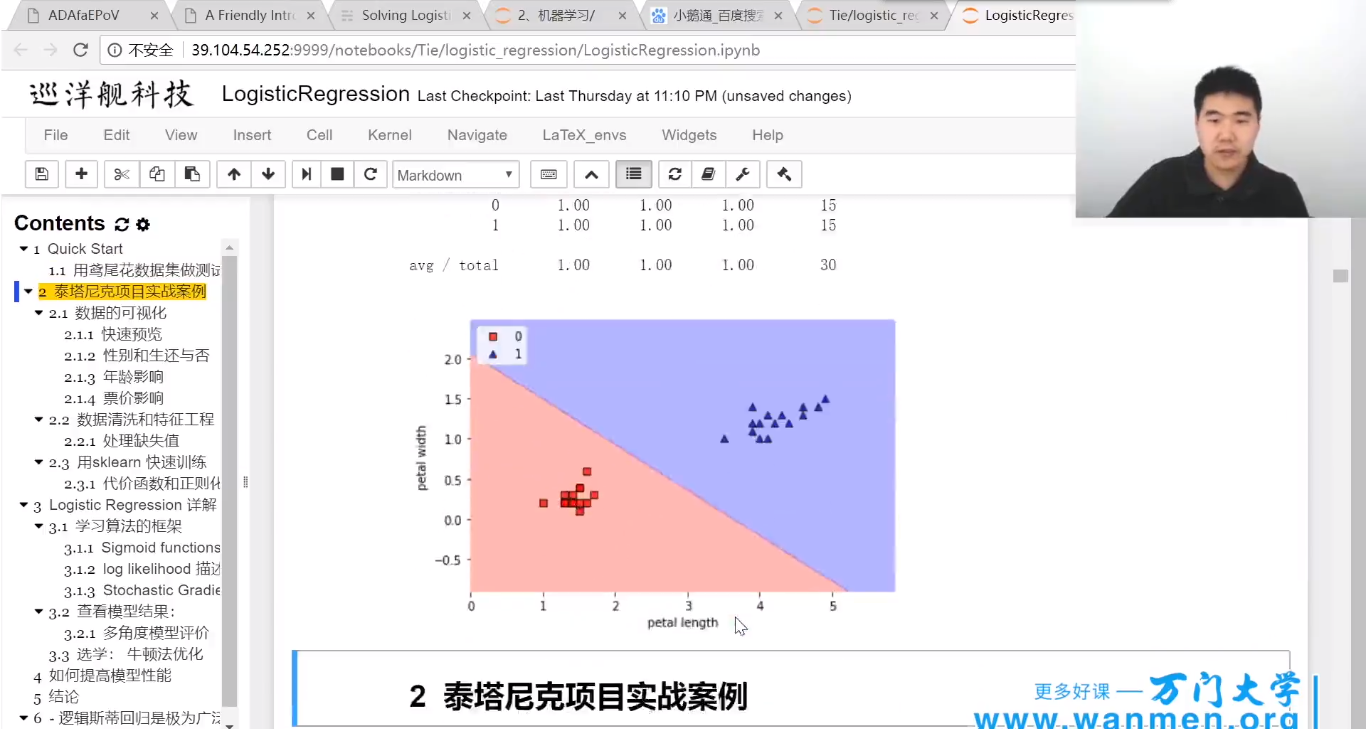 ADAfaEPoV
A Friendly Intr
Solving Logisti
2、机器学习/
小鹅通_百度搜索
Tie/logistic_reg
LogisticRegres
不安全
39.104.54.252:9999/notebooks/Tie/logistic_regression/LogisticRegression.ipynb
巡洋舰科技
LogisticRegression Last Checkpoint: Last Thursday at 11:10 PM (unsaved changes)
File Edit View Insert Cell Kernel Navigate LaTeX_envs Widgets Help
Markdown
Contents
1 Quick Start
1.1 用鸢尾花数据集做测试
2 泰塔尼克项目实战案例
2.1 数据的可视化
2.1.1 快速预览
2.1.2 性别和生还与否
2.1.3 年龄影响
2.1.4 票价影响
2.2 数据清洗和特征工程
2.2.1 处理缺失值
2.3 用sklearn 快速训练
2.3.1 代价函数和正则化
3 Logistic Regression 详解
3.1 学习算法的框架
3.1.1 Sigmoid functions
3.1.2 log likelihood 描述
3.1.3 Stochastic Gradie
3.2 查看模型结果：
3.2.1 多角度模型评价
3.3 选学： 牛顿法优化
4 如何提高模型性能
5 结论
6 - 逻辑斯蒂回归是极为广泛
0 1.00 1.00 1.00 15
1 1.00 1.00 1.00 15
avg / total 1.00 1.00 1.00 30
0
1
2.0
1.5
1.0
0.5
0.0
−0.5
petal width
0 1 2 3 4 5
petal length
2 泰塔尼克项目实战案例
更多好课 — 万门大学
www.wanmen.org